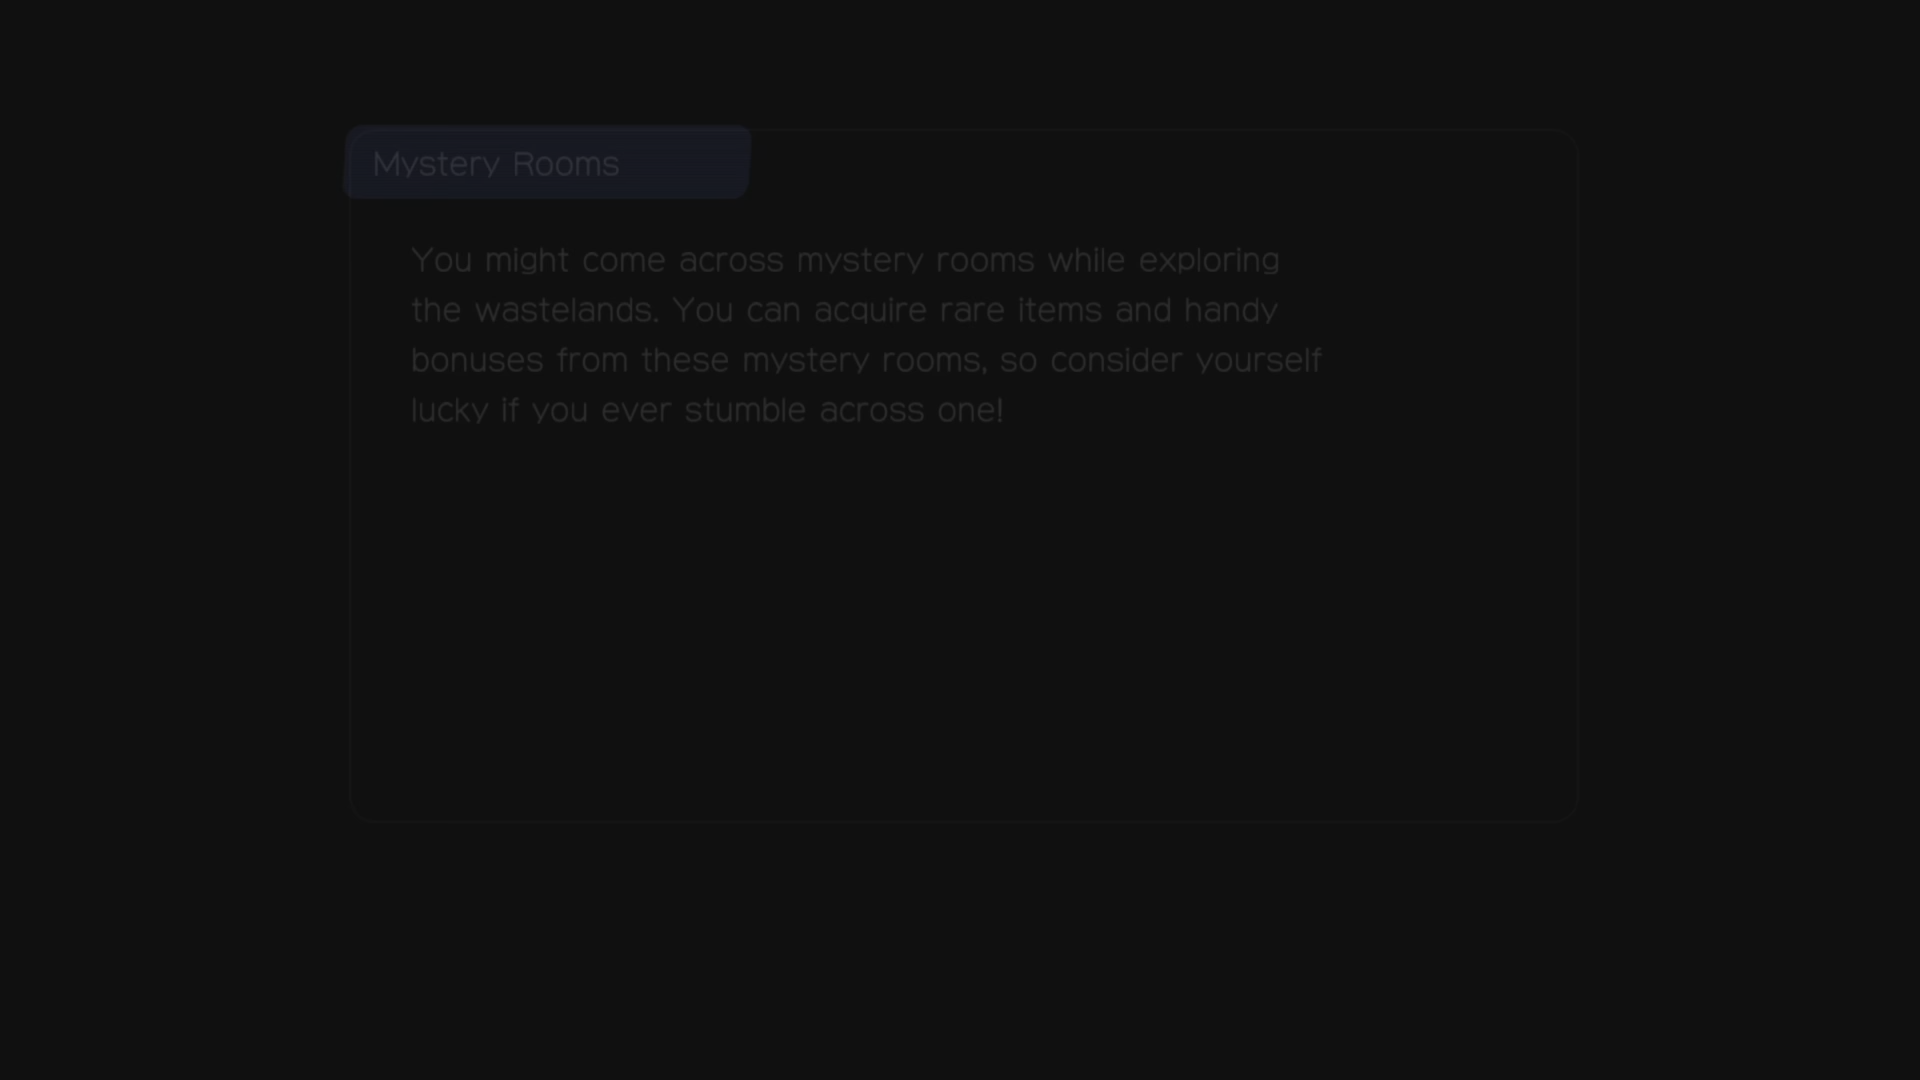 Mystery Rooms
You might come across mystery rooms while exploring
the wastelands. You can acquire rare items and handy
bonuses from these mystery rooms, so consider yourself
lucky if you ever stumble across one!